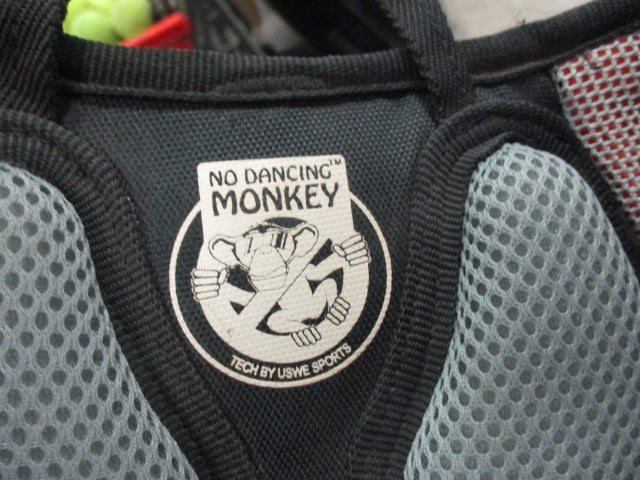 NO DANCING™
MONKEY
TECH BY USWE SPORTS